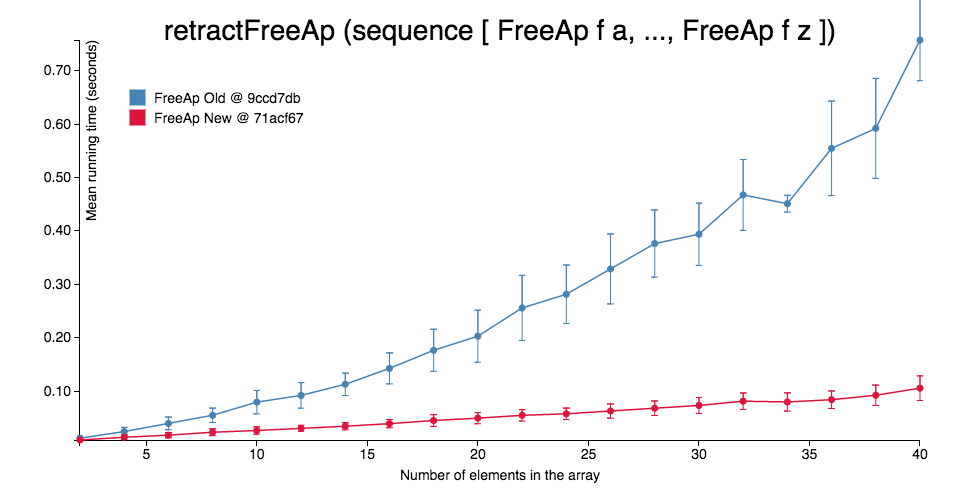 retractFreeAp (sequence [ FreeAp f a, ..., FreeAp f z ])
Mean running time (seconds)
0.70
0.60
0.50
0.40
0.30
0.20
0.10
FreeAp Old @ 9ccd7db
FreeAp New @ 71acf67
5 10 15 20 25 30 35 40
Number of elements in the array